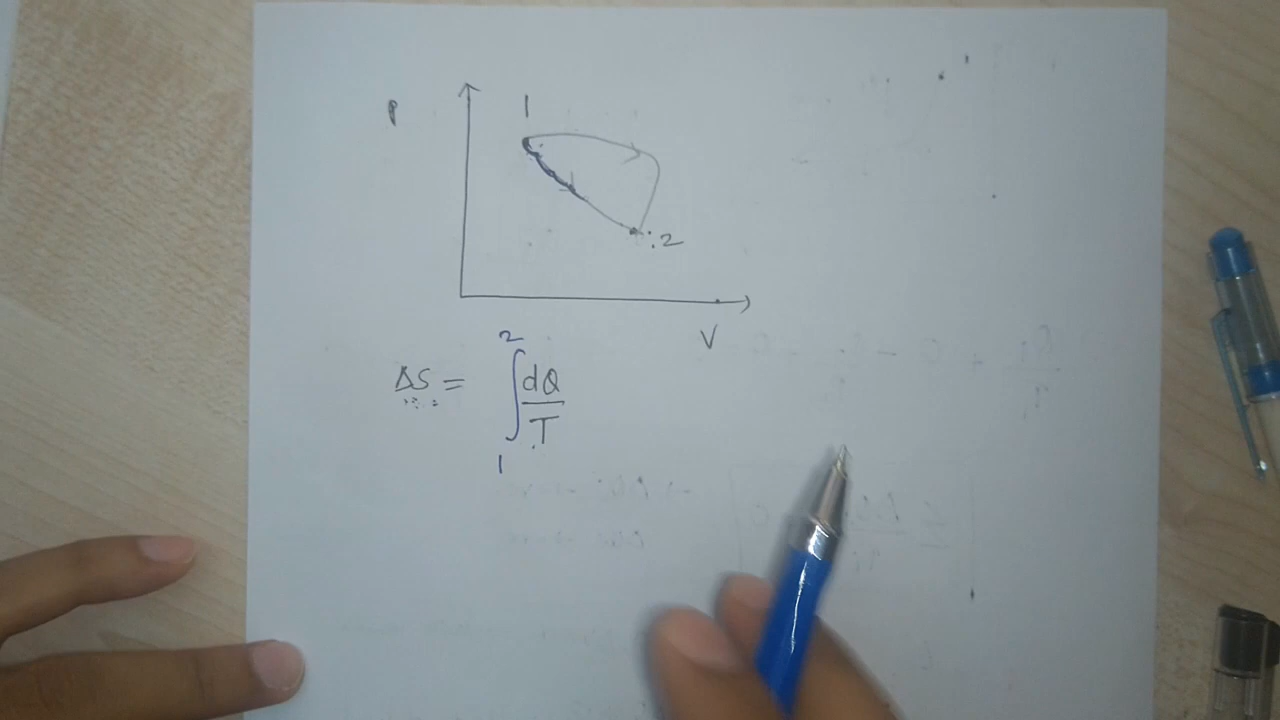 P
1
2
V
ΔS = ∫₁² dQ/T